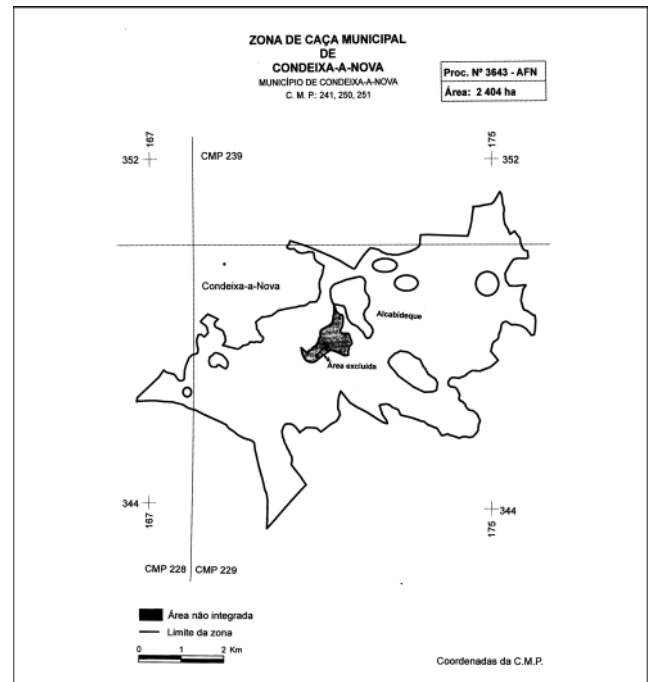 ZONA DE CAÇA MUNICIPAL
DE
CONDEIXA-A-NOVA
MUNICÍPIO DE CONDEIXA-A-NOVA
C. M. P.: 241, 250, 251
Proc. Nº 3643 - AFN
Área: 2 404 ha
167
175
352
CMP 239
352
Condeixa-a-Nova
Alcabideque
Área excluída
344
167
344
175
CMP 228
CMP 229
Área não integrada
Limite da zona
0 1 2 Km
Coordenadas da C.M.P.